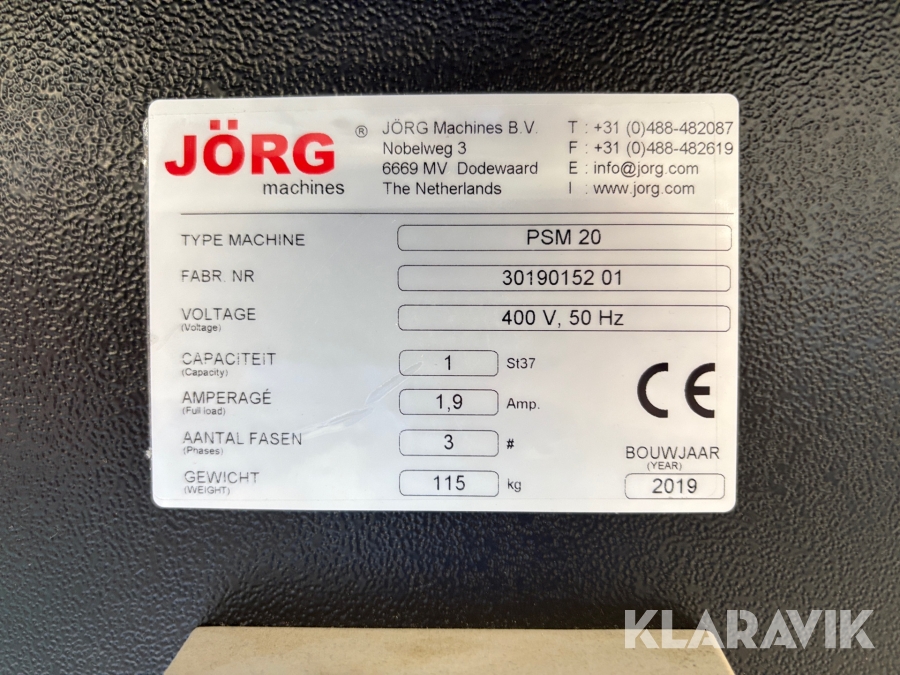 JÖRG ®
machines
JÖRG Machines B.V.
Nobelweg 3
6669 MV Dodewaard
The Netherlands
T : +31 (0)488-482087
F : +31 (0)488-482619
E : info@jorg.com
I : www.jorg.com
TYPE MACHINE PSM 20
FABR. NR 30190152 01
VOLTAGE 400 V, 50 Hz
(Voltage)
CAPACITEIT 1 St37
(Capacity)
AMPERAGÉ 1,9 Amp.
(Full load)
AANTAL FASEN 3 #
(Phases)
GEWICHT 115 kg
(WEIGHT)
CE
BOUWJAAR
(YEAR)
2019
KLARAVIK